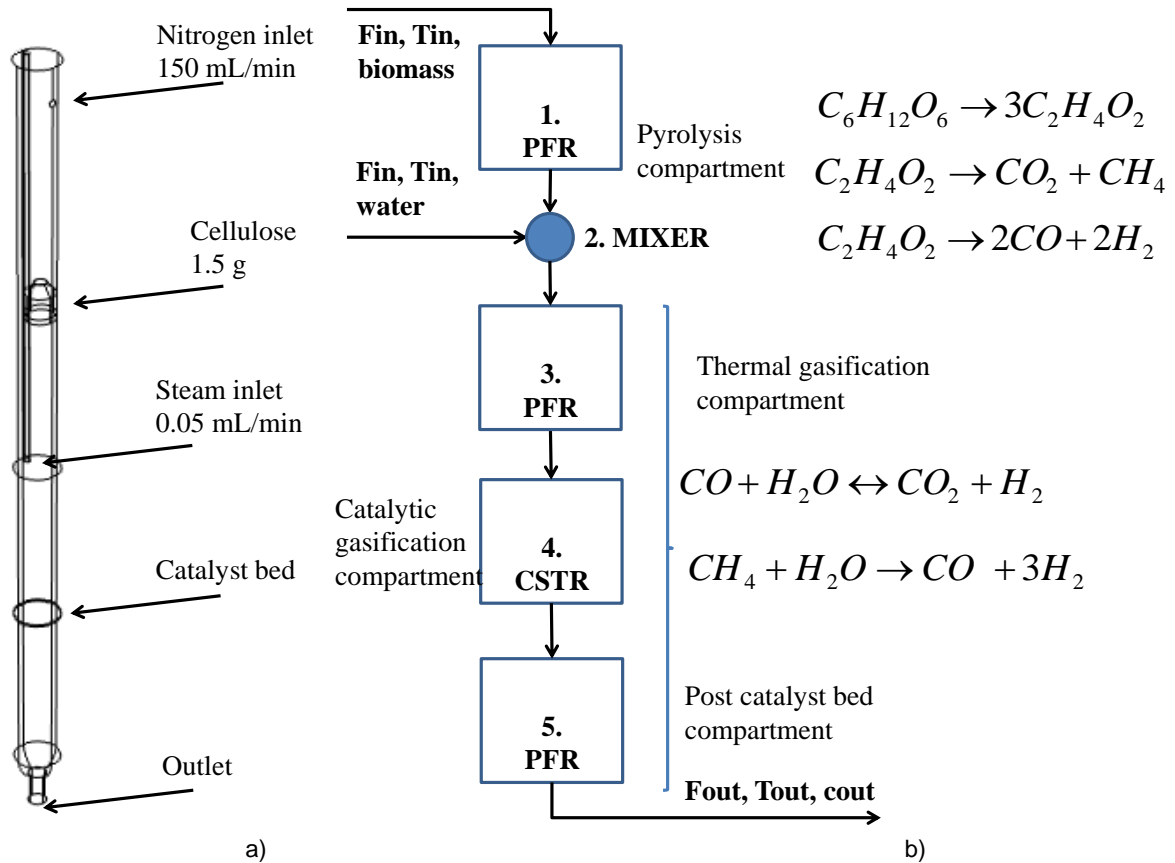 Nitrogen inlet
150 mL/min
Cellulose
1.5 g
Steam inlet
0.05 mL/min
Catalyst bed
Outlet
a)
Fin, Tin,
biomass
1.
PFR
Pyrolysis
compartment
Fin, Tin,
water
2. MIXER
3.
PFR
Thermal gasification
compartment
Catalytic
gasification
compartment
4.
CSTR
5.
PFR
Post catalyst bed
compartment
Fout, Tout, cout
C₆H₁₂O₆ → 3C₂H₄O₂
C₂H₄O₂ → CO₂ + CH₄
C₂H₄O₂ → 2CO + 2H₂
CO + H₂O ↔ CO₂ + H₂
CH₄ + H₂O → CO + 3H₂
b)